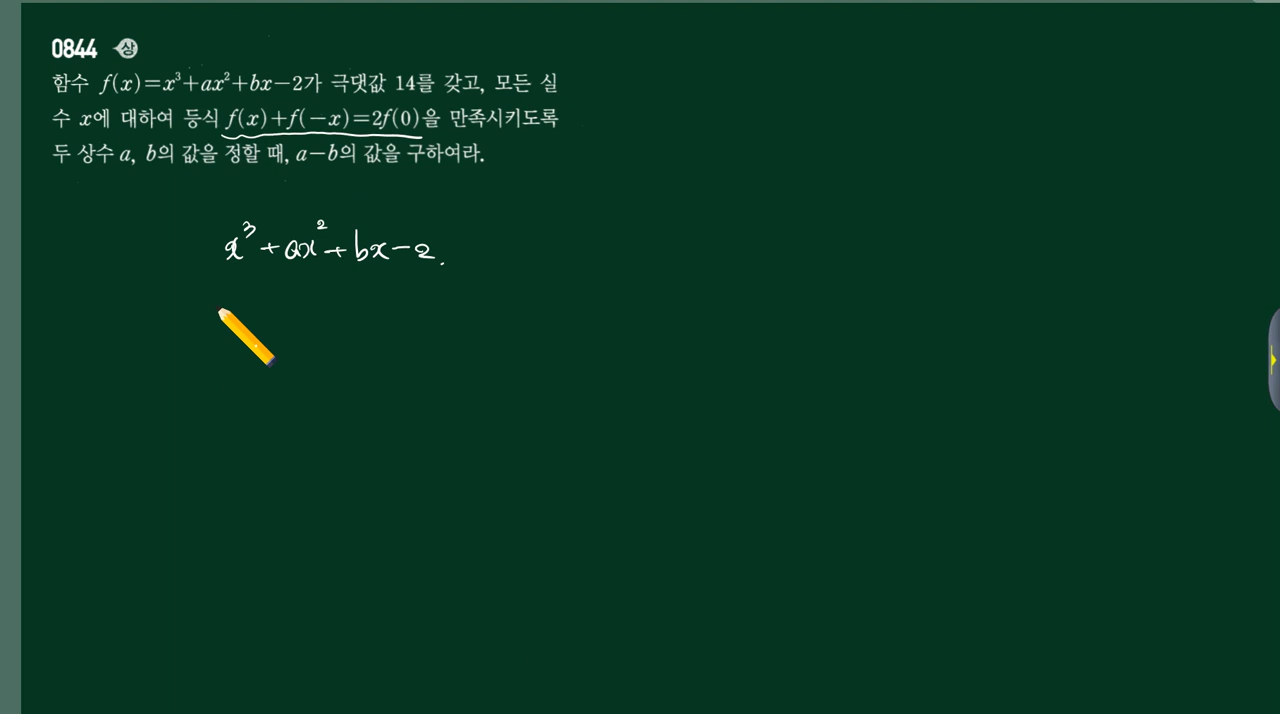 0844 상
함수 f(x)=x³+ax²+bx−2가 극댓값 14를 갖고, 모든 실
수 x에 대하여 등식 f(x)+f(−x)=2f(0)을 만족시키도록
두 상수 a, b의 값을 정할 때, a−b의 값을 구하여라.
x³+ax²+bx−2.